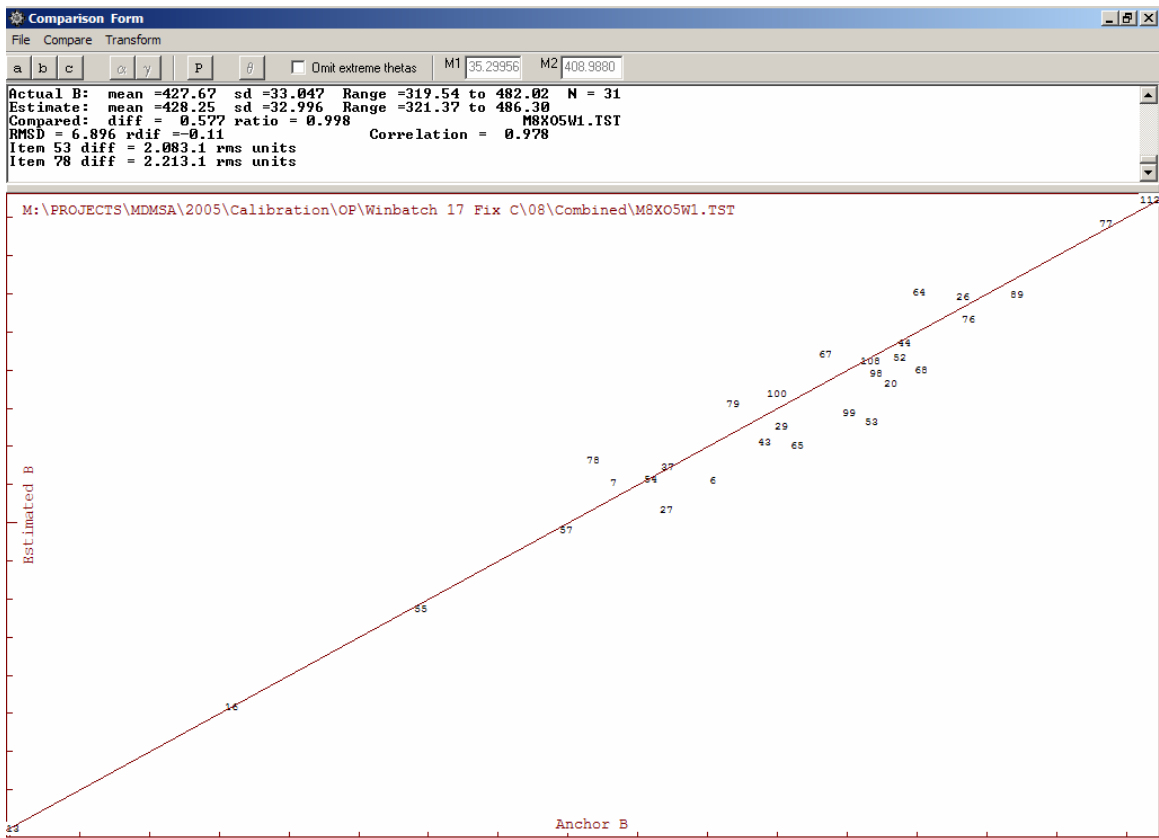 Comparison Form
File Compare Transform
a b c α γ P θ Omit extreme thetas M1 35.29956 M2 408.9880
Actual B: mean =427.67 sd =33.047 Range =319.54 to 482.02 N = 31
Estimate: mean =428.25 sd =32.996 Range =321.37 to 486.30
Compared: diff = 0.577 ratio = 0.998 M8XO5W1.TST
RMSD = 6.896 rdif =-0.11 Correlation = 0.978
Item 53 diff = 2.083.1 rms units
Item 78 diff = 2.213.1 rms units
M:\PROJECTS\MDMSA\2005\Calibration\OP\Winbatch 17 Fix C\08\Combined\M8XO5W1.TST
112
77
64
26
89
76
44
67
52
108
68
98
20
100
79
99
53
29
43
65
78
37
7
54
6
27
57
55
16
13
Estimated B
Anchor B